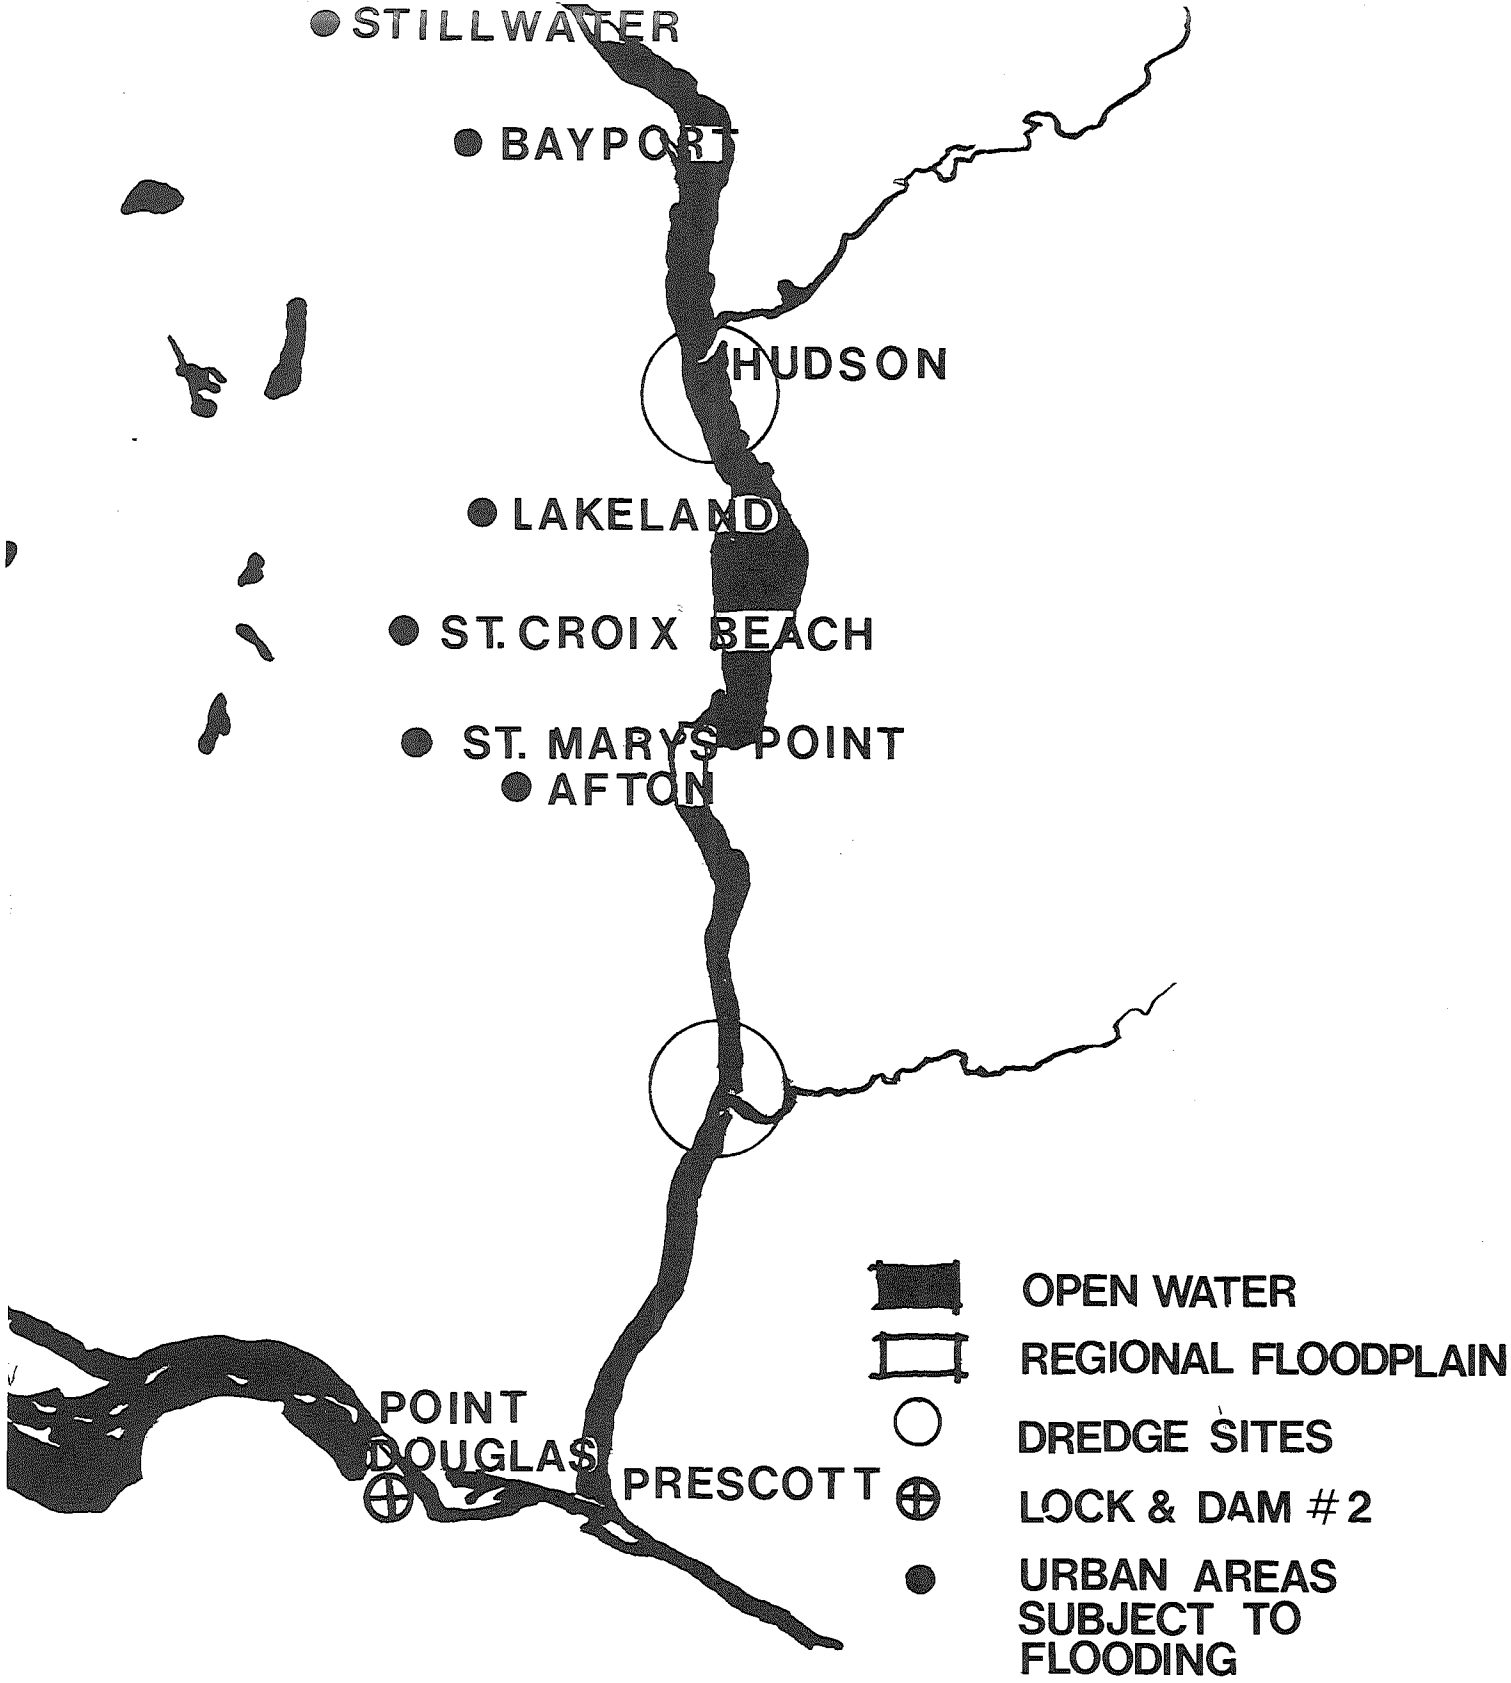 STILLWATER
BAYPORT
HUDSON
LAKELAND
ST. CROIX BEACH
ST. MARYS POINT
AFTON
POINT
DOUGLAS
PRESCOTT
OPEN WATER
REGIONAL FLOODPLAIN
DREDGE SITES
LOCK & DAM #2
URBAN AREAS
SUBJECT TO
FLOODING